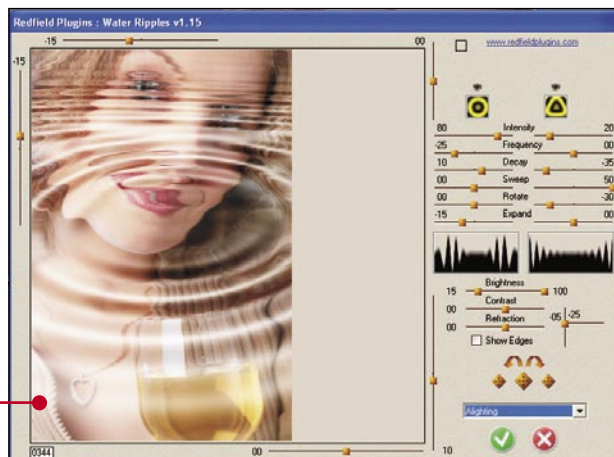 Redfield Plugins : Water Ripples v1.15
-15 00
www.redfieldplugins.com
-15
80 Intensity 20
-25 Frequency 00
10 Decay -35
00 Sweep 50
00 Rotate -30
-15 Expand 00
Brightness
15 100
Contrast
00 -05 -25
Refraction
00
Show Edges
Alighting
0344 00 10